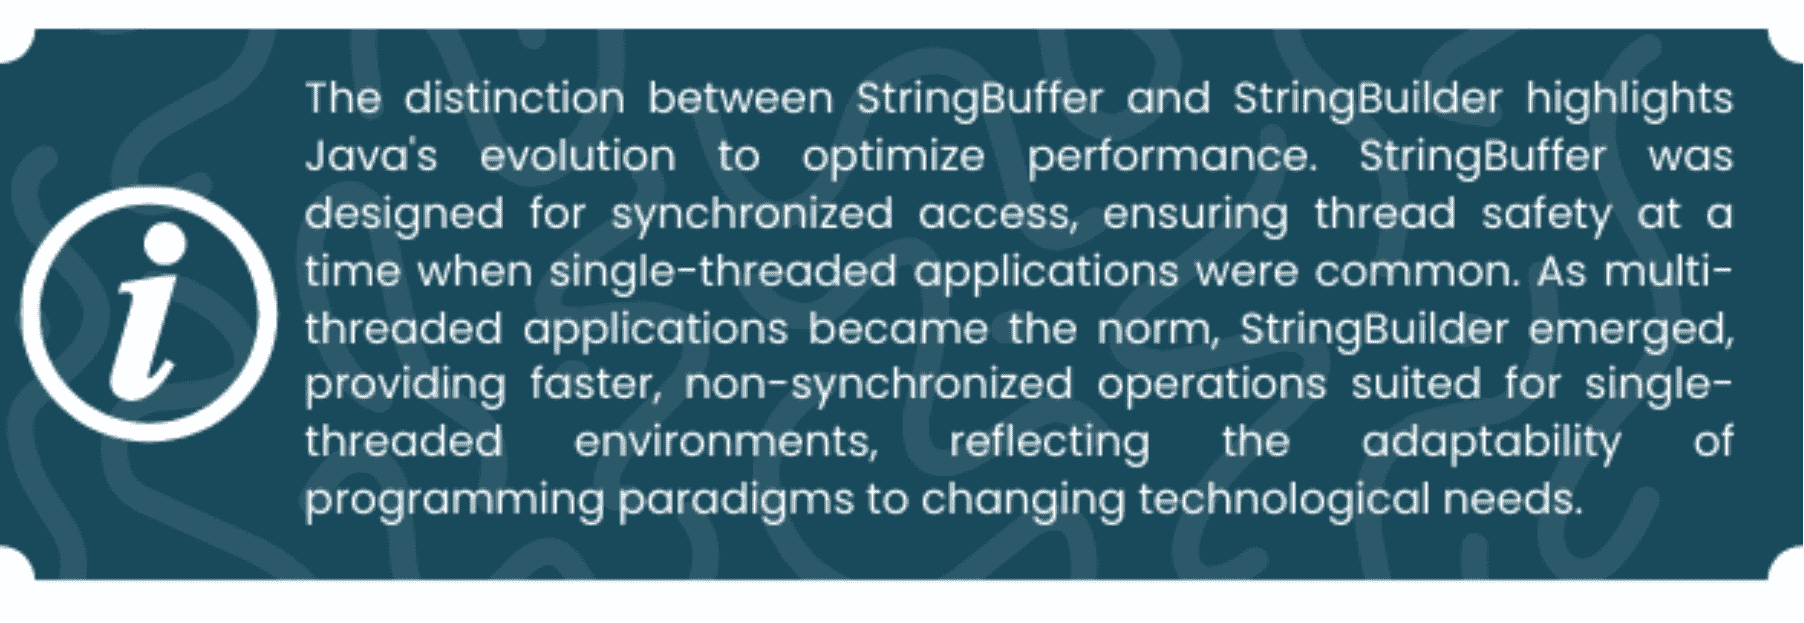 The distinction between StringBuffer and StringBuilder highlights
Java's evolution to optimize performance. StringBuffer was
designed for synchronized access, ensuring thread safety at a
time when single-threaded applications were common. As multi-
threaded applications became the norm, StringBuilder emerged,
providing faster, non-synchronized operations suited for single-
threaded environments, reflecting the adaptability of
programming paradigms to changing technological needs.